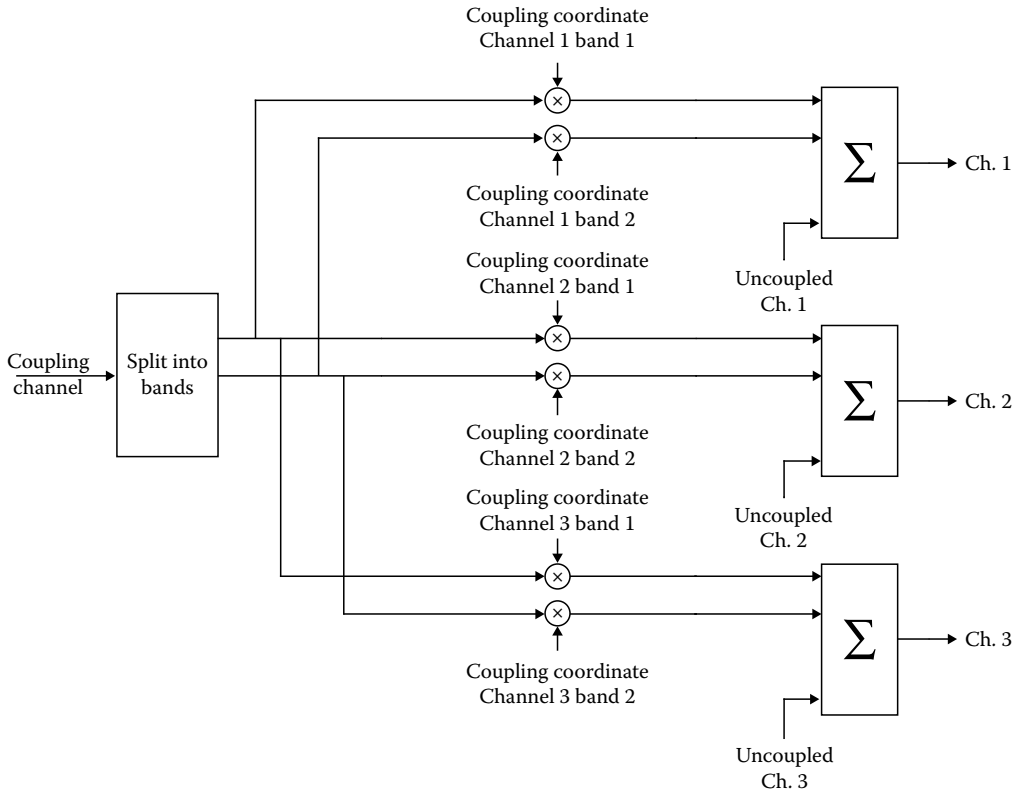 Coupling coordinate
Channel 1 band 1
×
×
Σ
Ch. 1
Coupling coordinate
Channel 1 band 2
Uncoupled
Ch. 1
Coupling coordinate
Channel 2 band 1
Coupling
channel
Split into
bands
×
×
Σ
Ch. 2
Coupling coordinate
Channel 2 band 2
Uncoupled
Ch. 2
Coupling coordinate
Channel 3 band 1
×
×
Σ
Ch. 3
Coupling coordinate
Channel 3 band 2
Uncoupled
Ch. 3